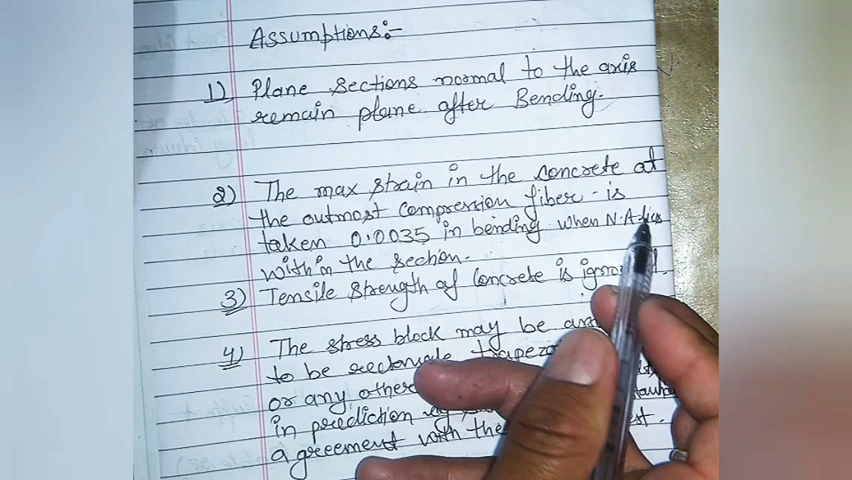 Assumptions:-
1) Plane sections normal to the axis
remain plane after Bending.
2) The max strain in the concrete at
the outmost compression fiber is
taken 0.0035 in bending when N.A lies
within the section.
3) Tensile strength of concrete is
4) The stress block may be
to be rectangle
or any other
in prediction
agreement with the